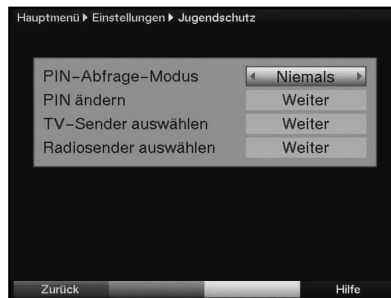 Hauptmenü ▶ Einstellungen ▶ Jugendschutz
PIN-Abfrage-Modus Niemals
PIN ändern Weiter
TV-Sender auswählen Weiter
Radiosender auswählen Weiter
Zurück Hilfe